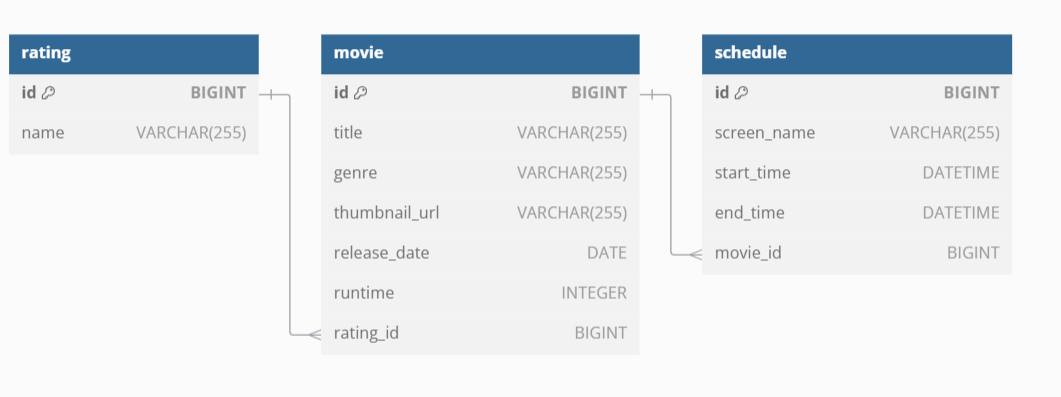 rating
id BIGINT
name VARCHAR(255)
movie
id BIGINT
title VARCHAR(255)
genre VARCHAR(255)
thumbnail_url VARCHAR(255)
release_date DATE
runtime INTEGER
rating_id BIGINT
schedule
id BIGINT
screen_name VARCHAR(255)
start_time DATETIME
end_time DATETIME
movie_id BIGINT